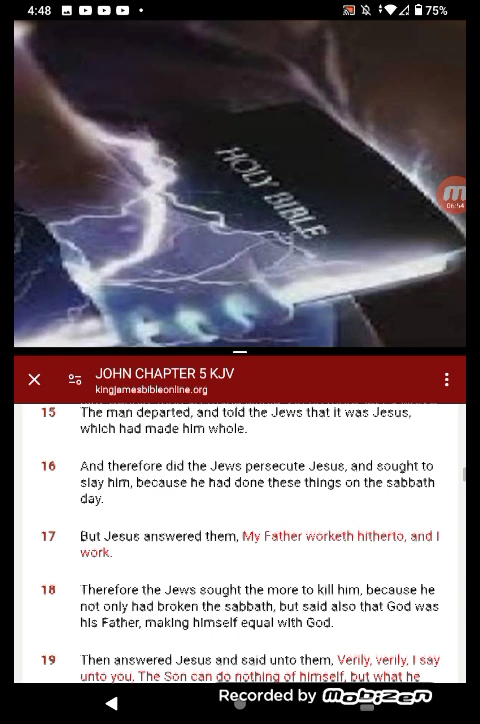 4:48
75%
HOLY BIBLE
06:54
JOHN CHAPTER 5 KJV
kingjamesbibleonline.org
15 The man departed, and told the Jews that it was Jesus,
which had made him whole.
16 And therefore did the Jews persecute Jesus, and sought to
slay him, because he had done these things on the sabbath
day.
17 But Jesus answered them, My Father worketh hitherto, and I
work.
18 Therefore the Jews sought the more to kill him, because he
not only had broken the sabbath, but said also that God was
his Father, making himself equal with God.
19 Then answered Jesus and said unto them, Verily, verily, I say
unto you, The Son can do nothing of himself, but what he
Recorded by mobizen